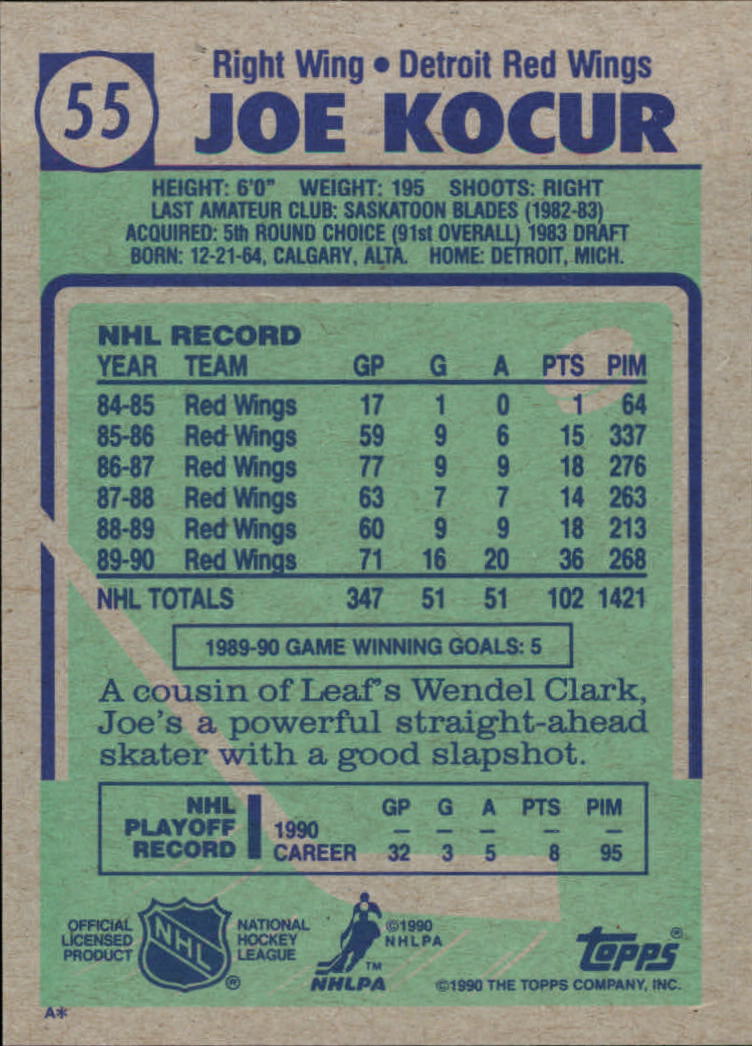 55
Right Wing • Detroit Red Wings
JOE KOCUR
HEIGHT: 6'0" WEIGHT: 195 SHOOTS: RIGHT
LAST AMATEUR CLUB: SASKATOON BLADES (1982-83)
ACQUIRED: 5th ROUND CHOICE (91st OVERALL) 1983 DRAFT
BORN: 12-21-64, CALGARY, ALTA. HOME: DETROIT, MICH.
NHL RECORD
YEAR TEAM GP G A PTS PIM
84-85 Red Wings 17 1 0 1 64
85-86 Red Wings 59 9 6 15 337
86-87 Red Wings 77 9 9 18 276
87-88 Red Wings 63 7 7 14 263
88-89 Red Wings 60 9 9 18 213
89-90 Red Wings 71 16 20 36 268
NHL TOTALS 347 51 51 102 1421
1989-90 GAME WINNING GOALS: 5
A cousin of Leaf's Wendel Clark,
Joe's a powerful straight-ahead
skater with a good slapshot.
NHL
PLAYOFF
RECORD
GP G A PTS PIM
1990 – – – – –
CAREER 32 3 5 8 95
OFFICIAL
LICENSED
PRODUCT
NHL
®
NATIONAL
HOCKEY
LEAGUE
©1990
NHLPA
TM
NHLPA
topps®
©1990 THE TOPPS COMPANY, INC.
A*